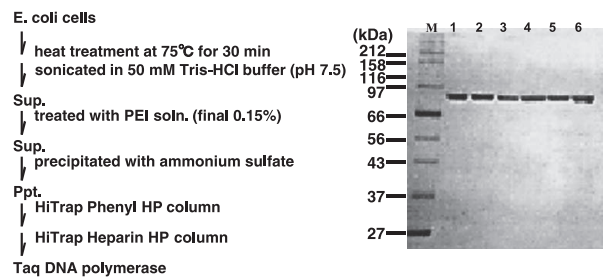 E. coli cells
heat treatment at 75℃ for 30 min
sonicated in 50 mM Tris-HCl buffer (pH 7.5)
Sup.
treated with PEI soln. (final 0.15%)
Sup.
precipitated with ammonium sulfate
Ppt.
HiTrap Phenyl HP column
HiTrap Heparin HP column
Taq DNA polymerase
(kDa) M 1 2 3 4 5 6
212
158
116
97
66
56
43
37
27